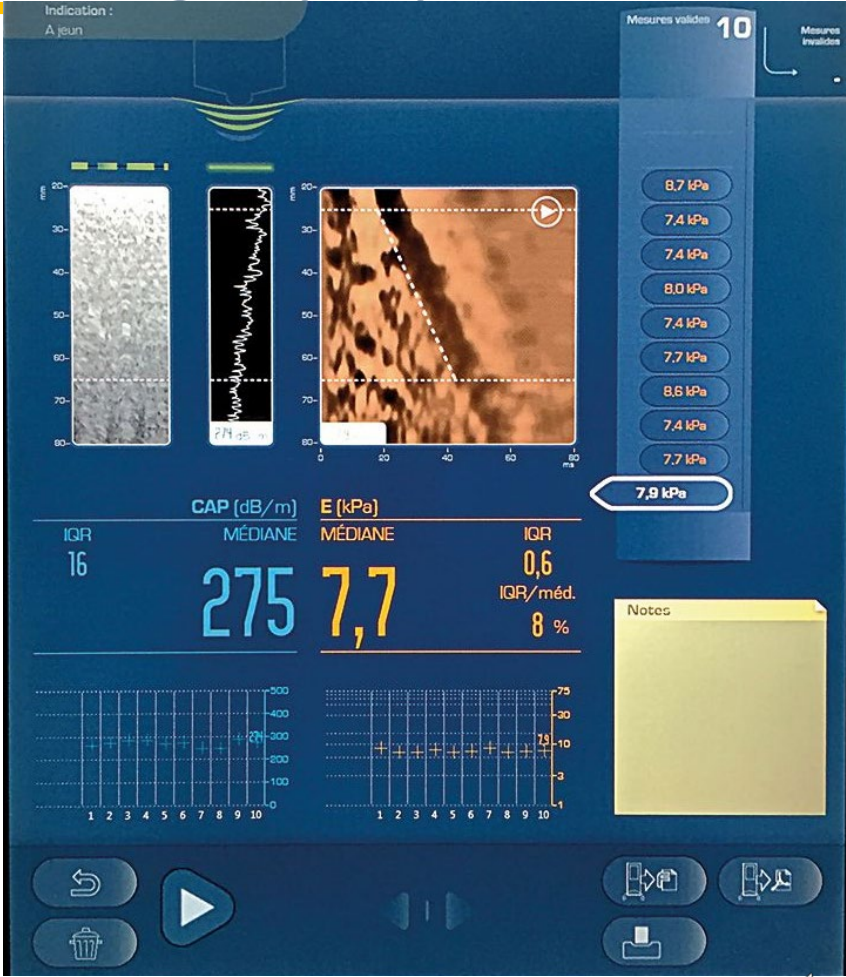 Indication :
A jeun
Mesures valides 10
Mesures invalides
-
8,7 kPa
7,4 kPa
7,4 kPa
8,0 kPa
7,4 kPa
7,7 kPa
8,6 kPa
7,4 kPa
7,7 kPa
7,9 kPa
mm
20-
30-
40-
50-
60-
70-
80-
274 dB/m
mm
20-
30-
40-
50-
60-
70-
80-
0 20 40 60 80
ms
CAP (dB/m)
IQR
MÉDIANE
16
275
E (kPa)
MÉDIANE
IQR
7,7
0,6
IQR/méd.
8 %
Notes
500
400
300
200
100
0
274
1 2 3 4 5 6 7 8 9 10
75
30
10
3
1
7,9
1 2 3 4 5 6 7 8 9 10